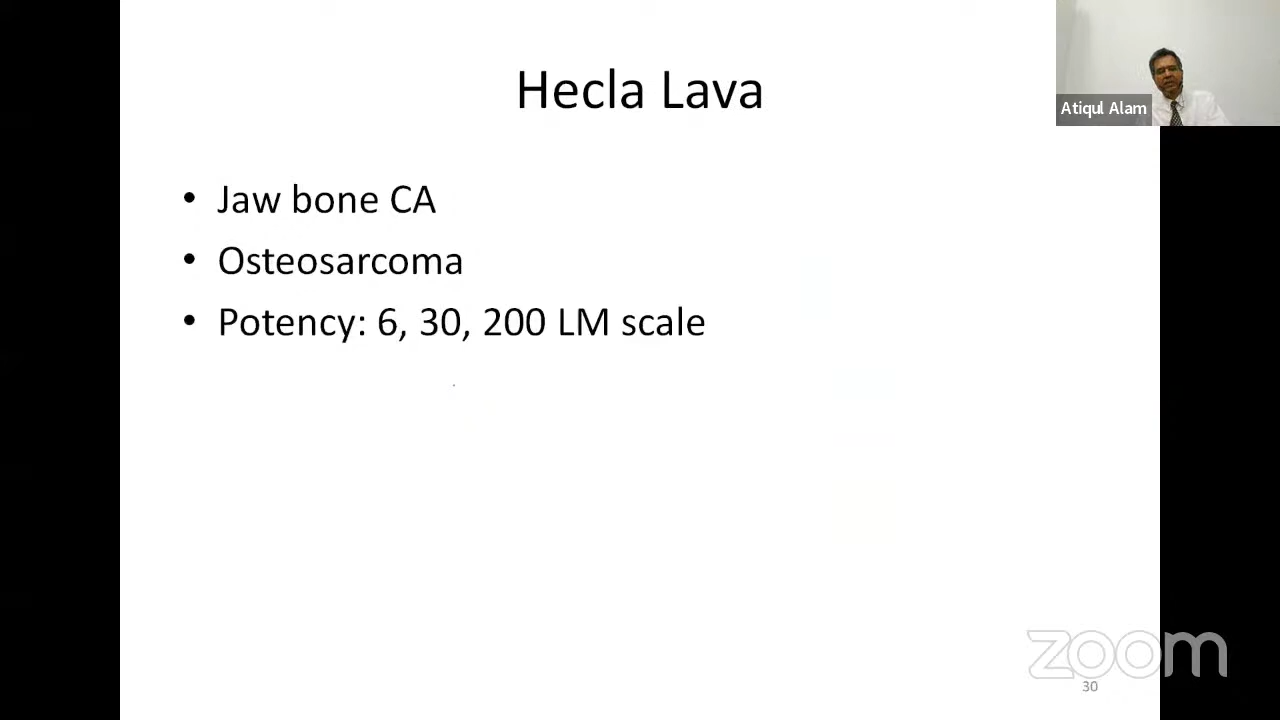 Hecla Lava
Atiqul Alam
• Jaw bone CA
• Osteosarcoma
• Potency: 6, 30, 200 LM scale
zoom
30